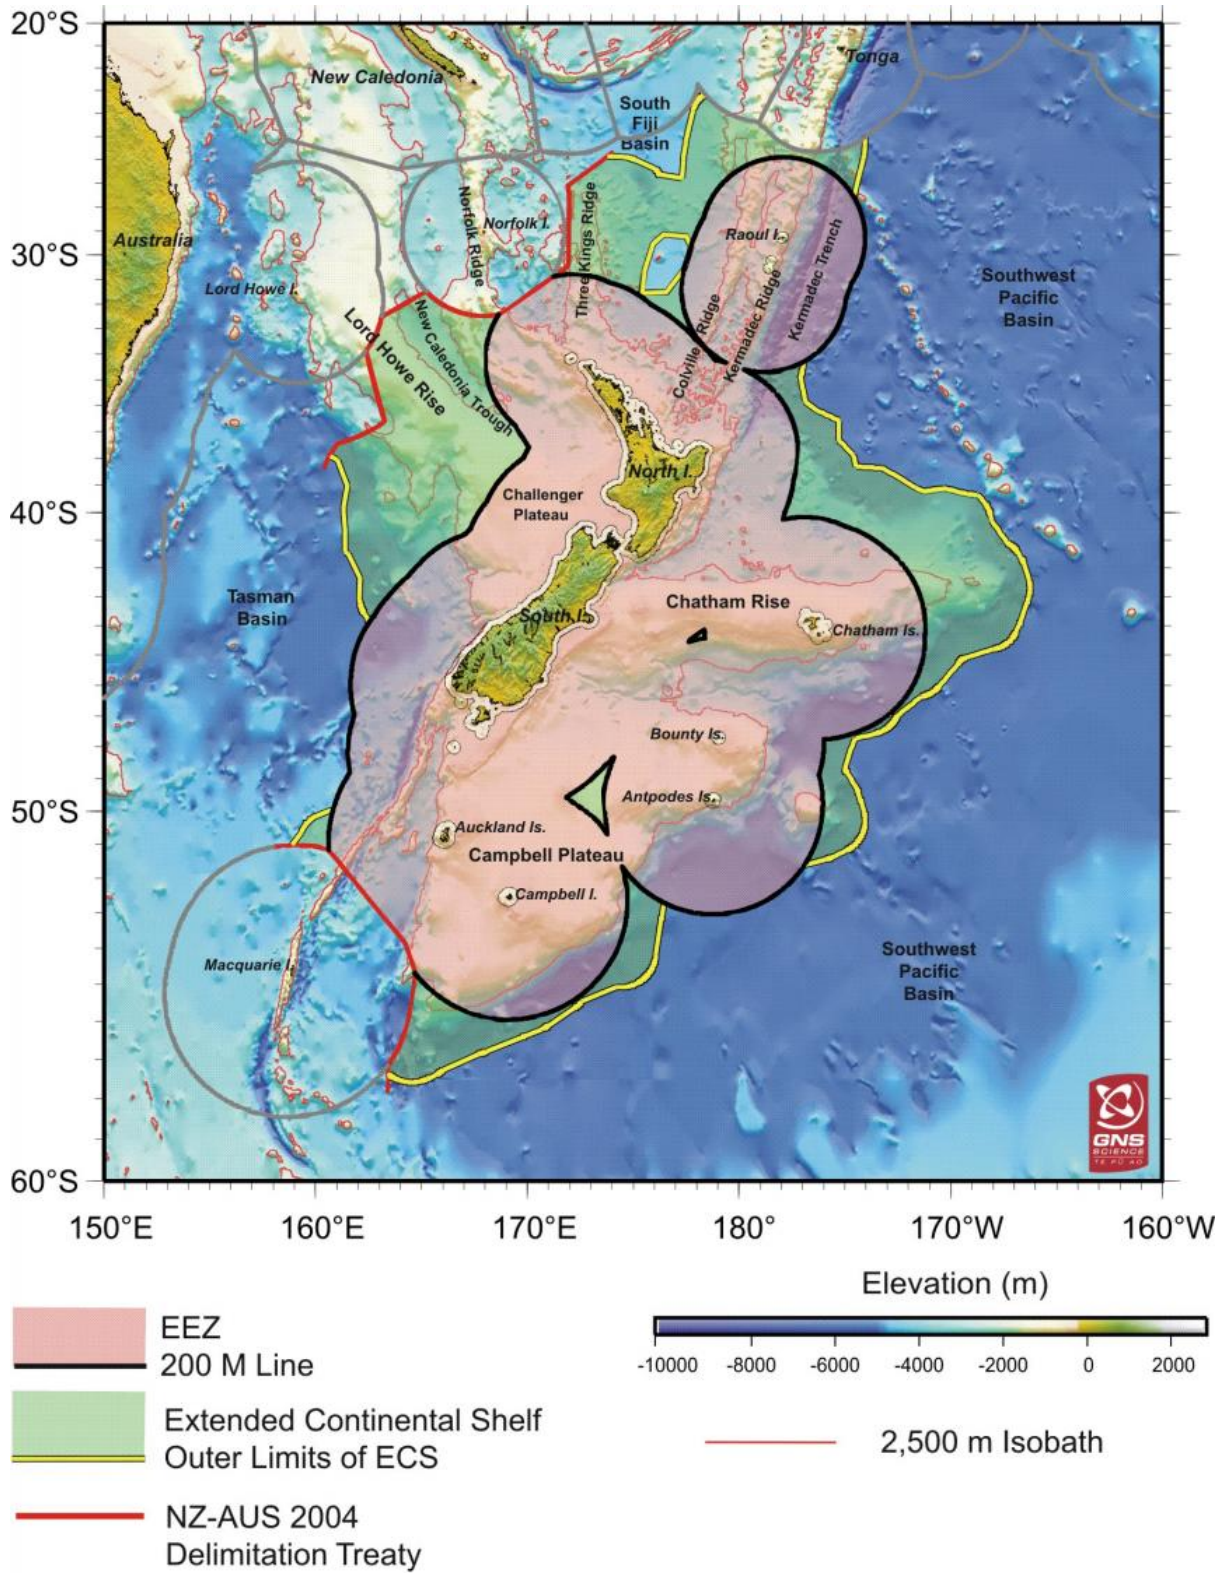 20°S
30°S
40°S
50°S
60°S
150°E
160°E
170°E
180°
170°W
160°W
New Caledonia
Tonga
South
Fiji
Basin
Australia
Lord Howe I.
Norfolk Ridge
Norfolk I.
Three Kings Ridge
Raoul I.
Kermadec Trench
Kermadec Ridge
Colville Ridge
Southwest
Pacific
Basin
Lord Howe Rise
New Caledonia Trough
North I.
Challenger
Plateau
Tasman
Basin
South I.
Chatham Rise
Chatham Is.
Bounty Is.
Antpodes Is.
Auckland Is.
Campbell Plateau
Campbell I.
Macquarie I.
Southwest
Pacific
Basin
GNS
SCIENCE
TE PŪ AO
EEZ
200 M Line
Extended Continental Shelf
Outer Limits of ECS
NZ-AUS 2004
Delimitation Treaty
Elevation (m)
-10000 -8000 -6000 -4000 -2000 0 2000
2,500 m Isobath